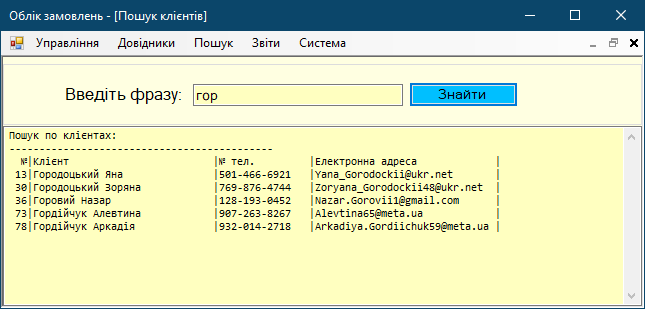 Облік замовлень - [Пошук клієнтів]
Управління Довідники Пошук Звіти Система
Введіть фразу: гор Знайти
Пошук по клієнтах:
------------------------------------------
№|Клієнт |№ тел. |Електронна адреса |
13|Городоцький Яна |501-466-6921 |Yana_Gorodockii@ukr.net |
30|Городоцький Зоряна |769-876-4744 |Zoryana_Gorodockii48@ukr.net |
36|Горовий Назар |128-193-0452 |Nazar.Gorovii1@gmail.com |
73|Гордійчук Алевтина |907-263-8267 |Alevtina65@meta.ua |
78|Гордійчук Аркадія |932-014-2718 |Arkadiya.Gordiichuk59@meta.ua |